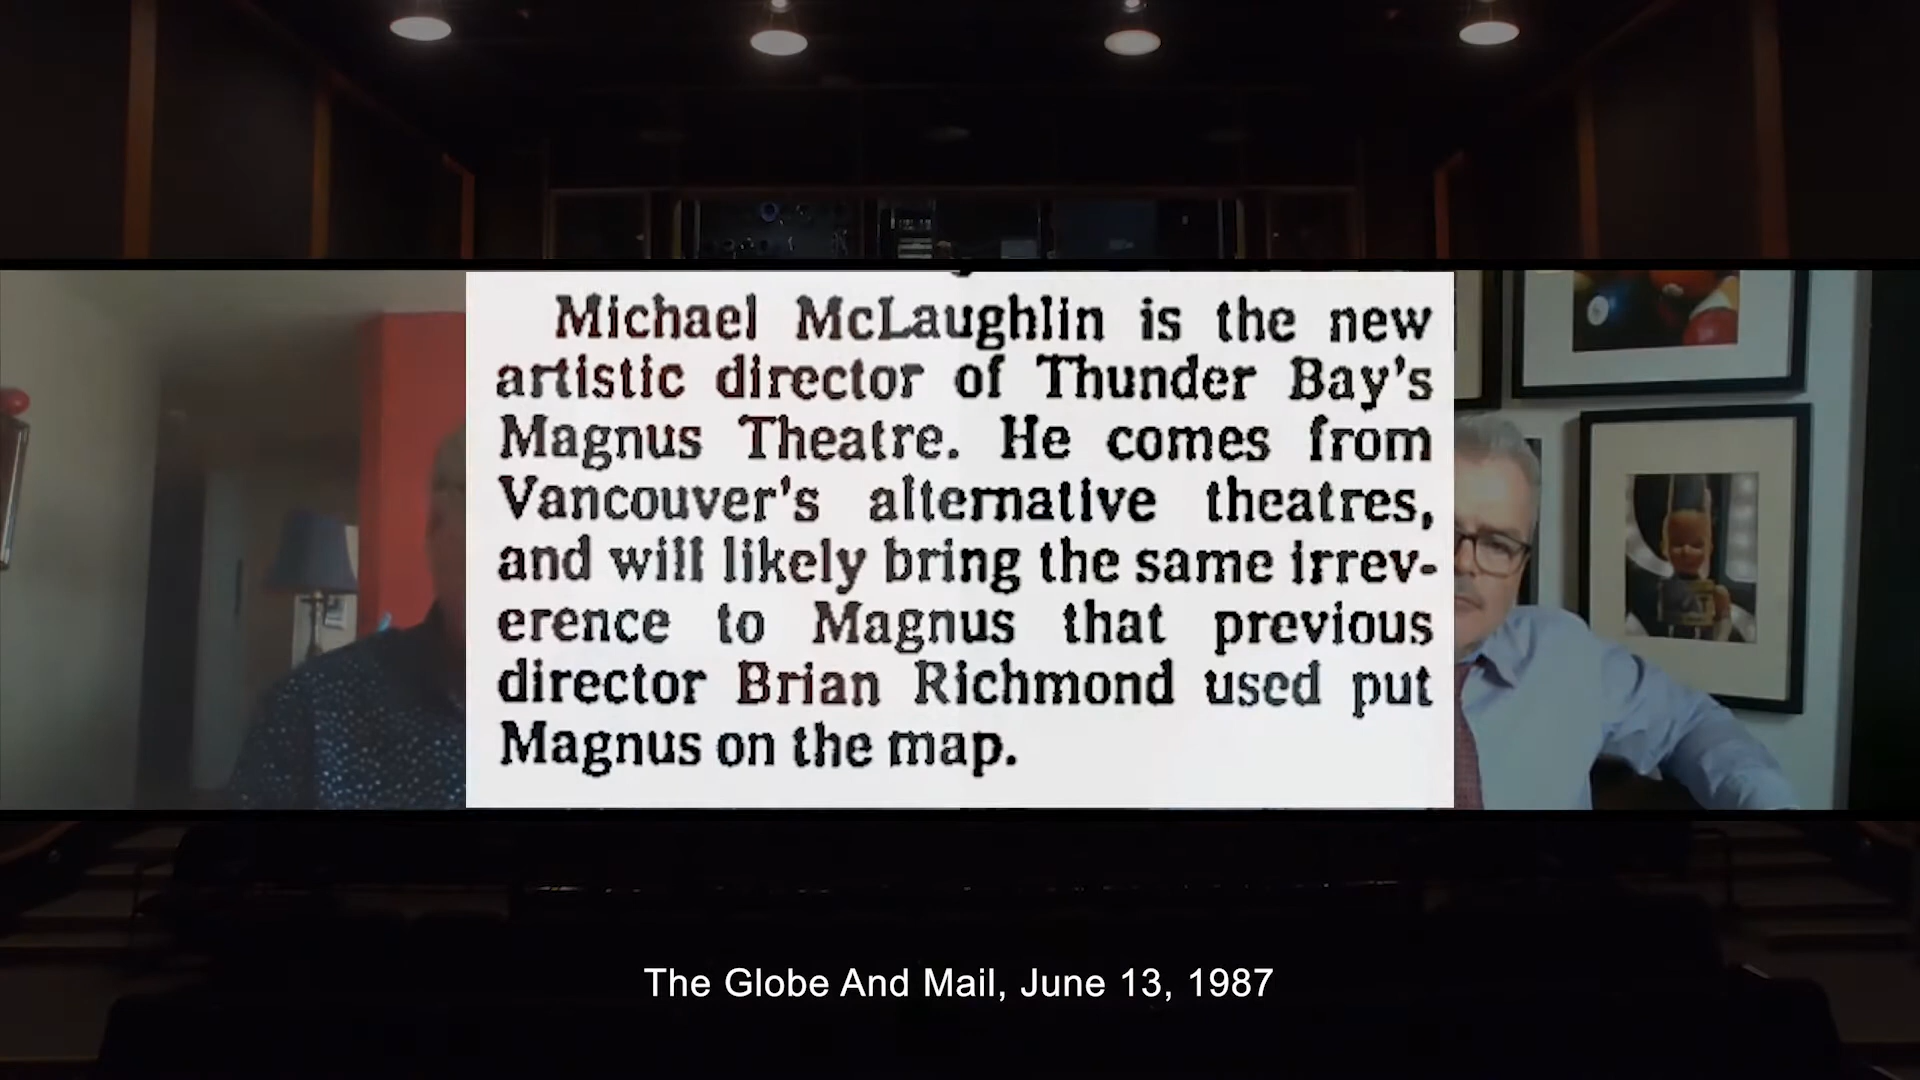 Michael McLaughlin is the new
artistic director of Thunder Bay's
Magnus Theatre. He comes from
Vancouver's alternative theatres,
and will likely bring the same irrev-
erence to Magnus that previous
director Brian Richmond used put
Magnus on the map.
The Globe And Mail, June 13, 1987